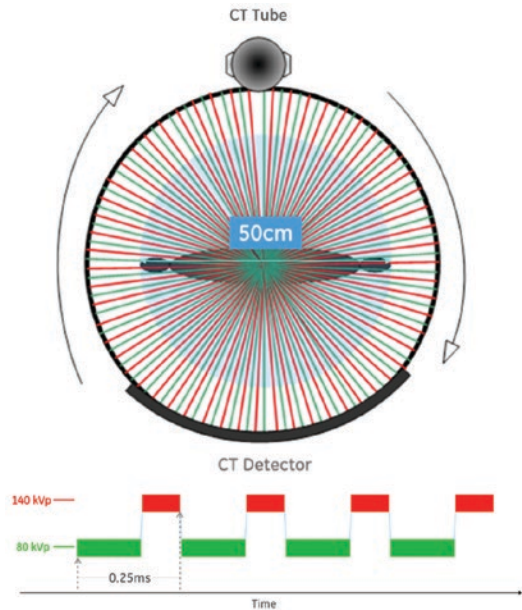 CT Tube
50cm
CT Detector
140 kVp
80 kVp
0.25ms
Time